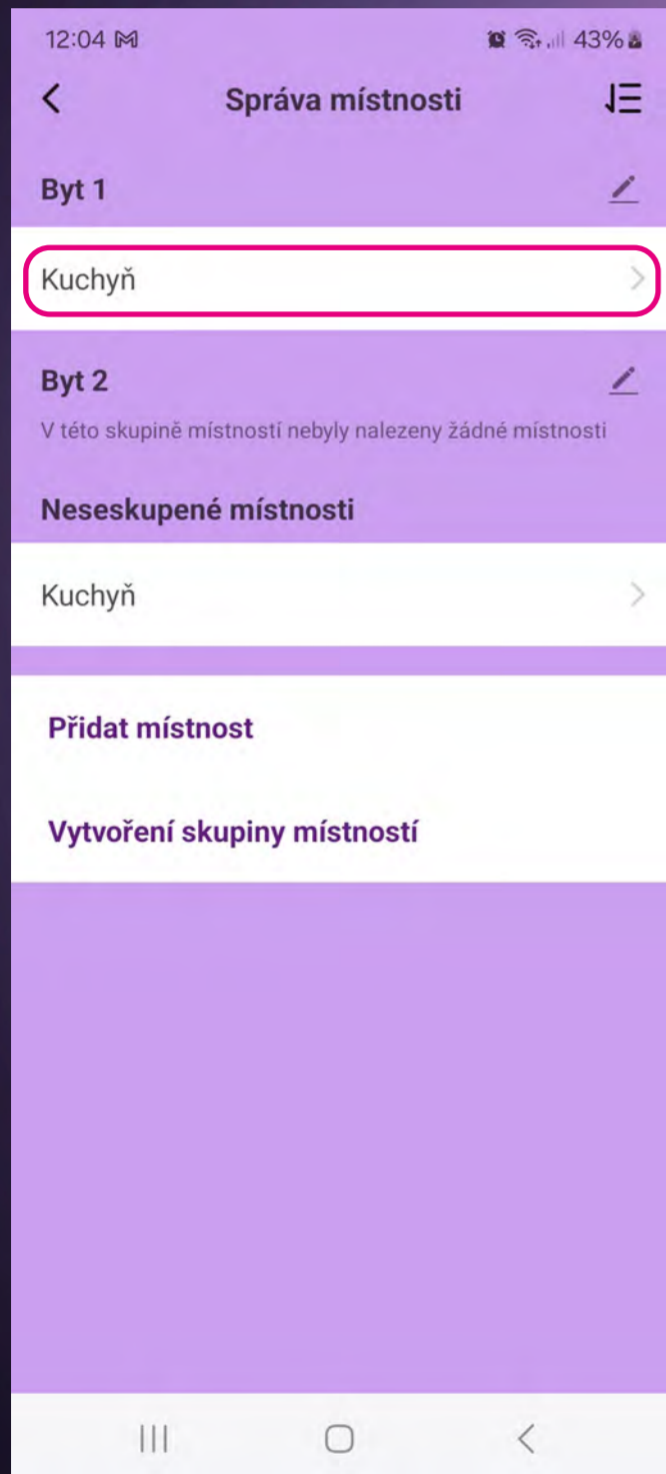 12:04 43%
Správa místnosti
Byt 1
Kuchyň
Byt 2
V této skupině místností nebyly nalezeny žádné místnosti
Neseskupené místnosti
Kuchyň
Přidat místnost
Vytvoření skupiny místností